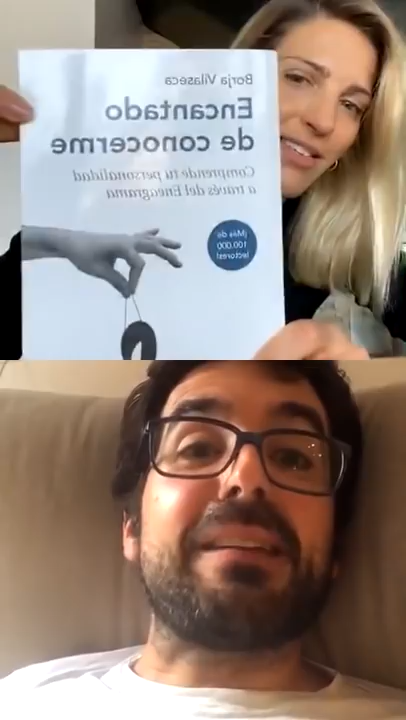 Borja Vilaseca
Encantado
de conocerme
Comprende tu personalidad
a través del Eneagrama
¡Más de
100.000
lectores!